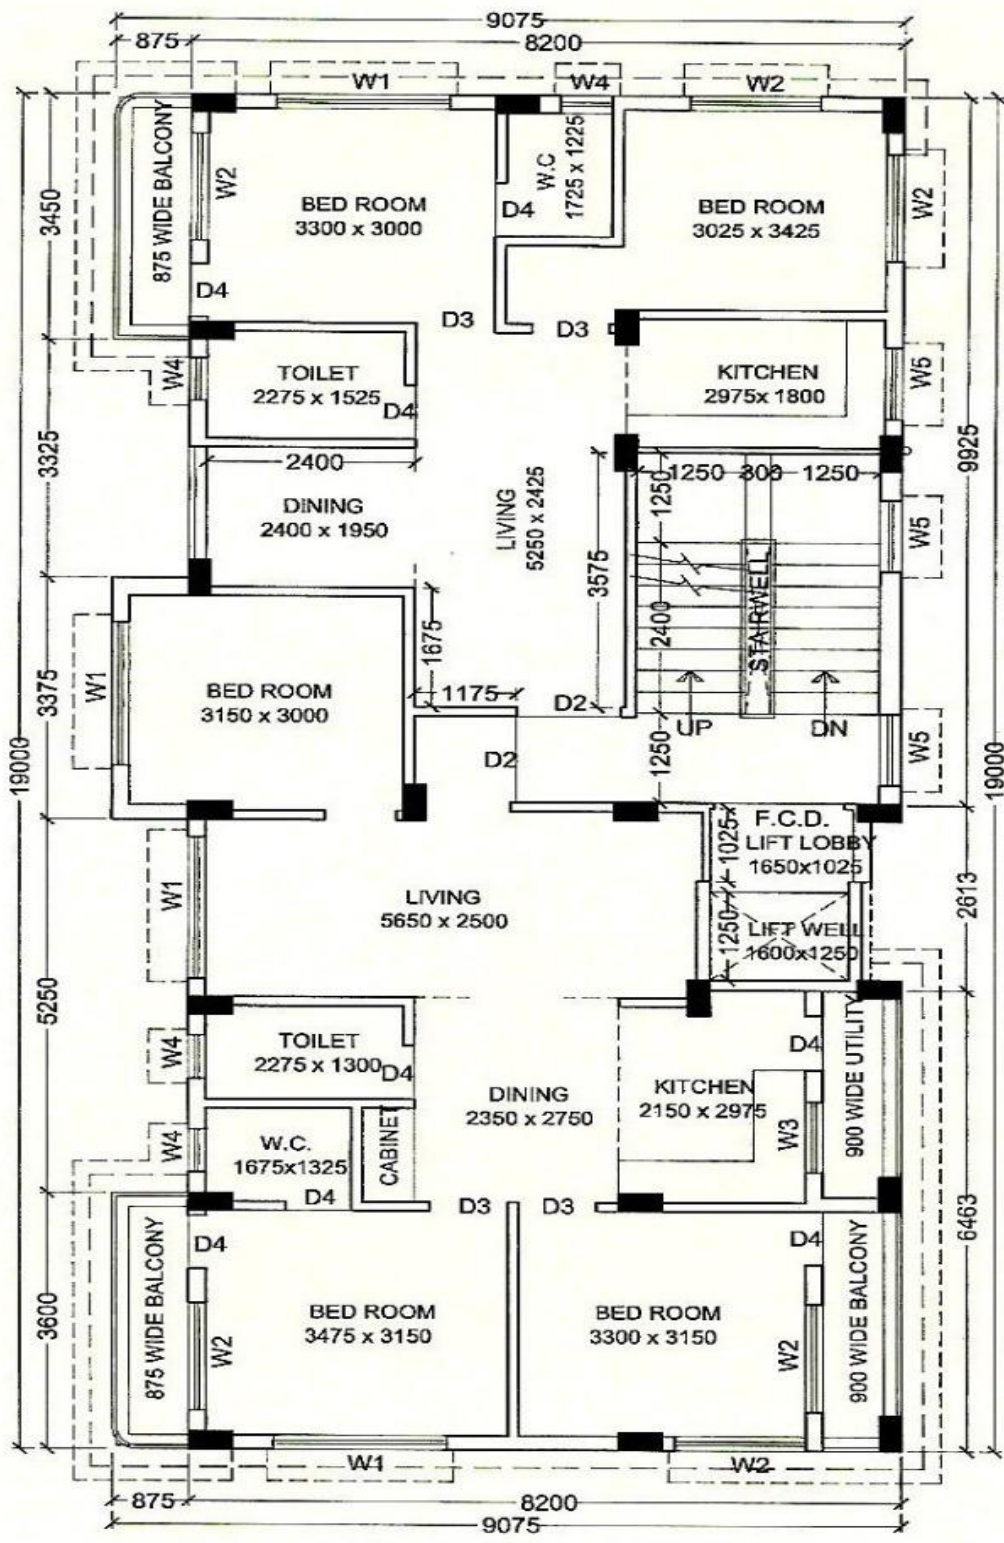 9075
875
8200
W1
W4
W2
875 WIDE BALCONY
W2
BED ROOM
3300 x 3000
W.C
1725 x 1225
D4
BED ROOM
3025 x 3425
W2
3450
D4
D3
D3
W4
TOILET
2275 x 1525
D4
KITCHEN
2975x 1800
W5
3325
9925
2400
1250
300
1250
1250
DINING
2400 x 1950
LIVING
5250 x 2425
W5
3575
STAIRWELL
2400
1675
W1
BED ROOM
3150 x 3000
1175
D2
UP
DN
3375
W5
19000
19000
D2
1250
F.C.D.
LIFT LOBBY
1650x1025
1025
W1
LIVING
5650 x 2500
2613
LIFT WELL
1600x1250
1250
5250
TOILET
2275 x 1300
D4
W4
DINING
2350 x 2750
KITCHEN
2150 x 2975
D4
W3
900 WIDE UTILITY
W4
W.C.
1675x1325
D4
CABINET
D3
D3
6463
D4
D4
875 WIDE BALCONY
W2
BED ROOM
3475 x 3150
BED ROOM
3300 x 3150
W2
900 WIDE BALCONY
3600
W1
W2
875
8200
9075